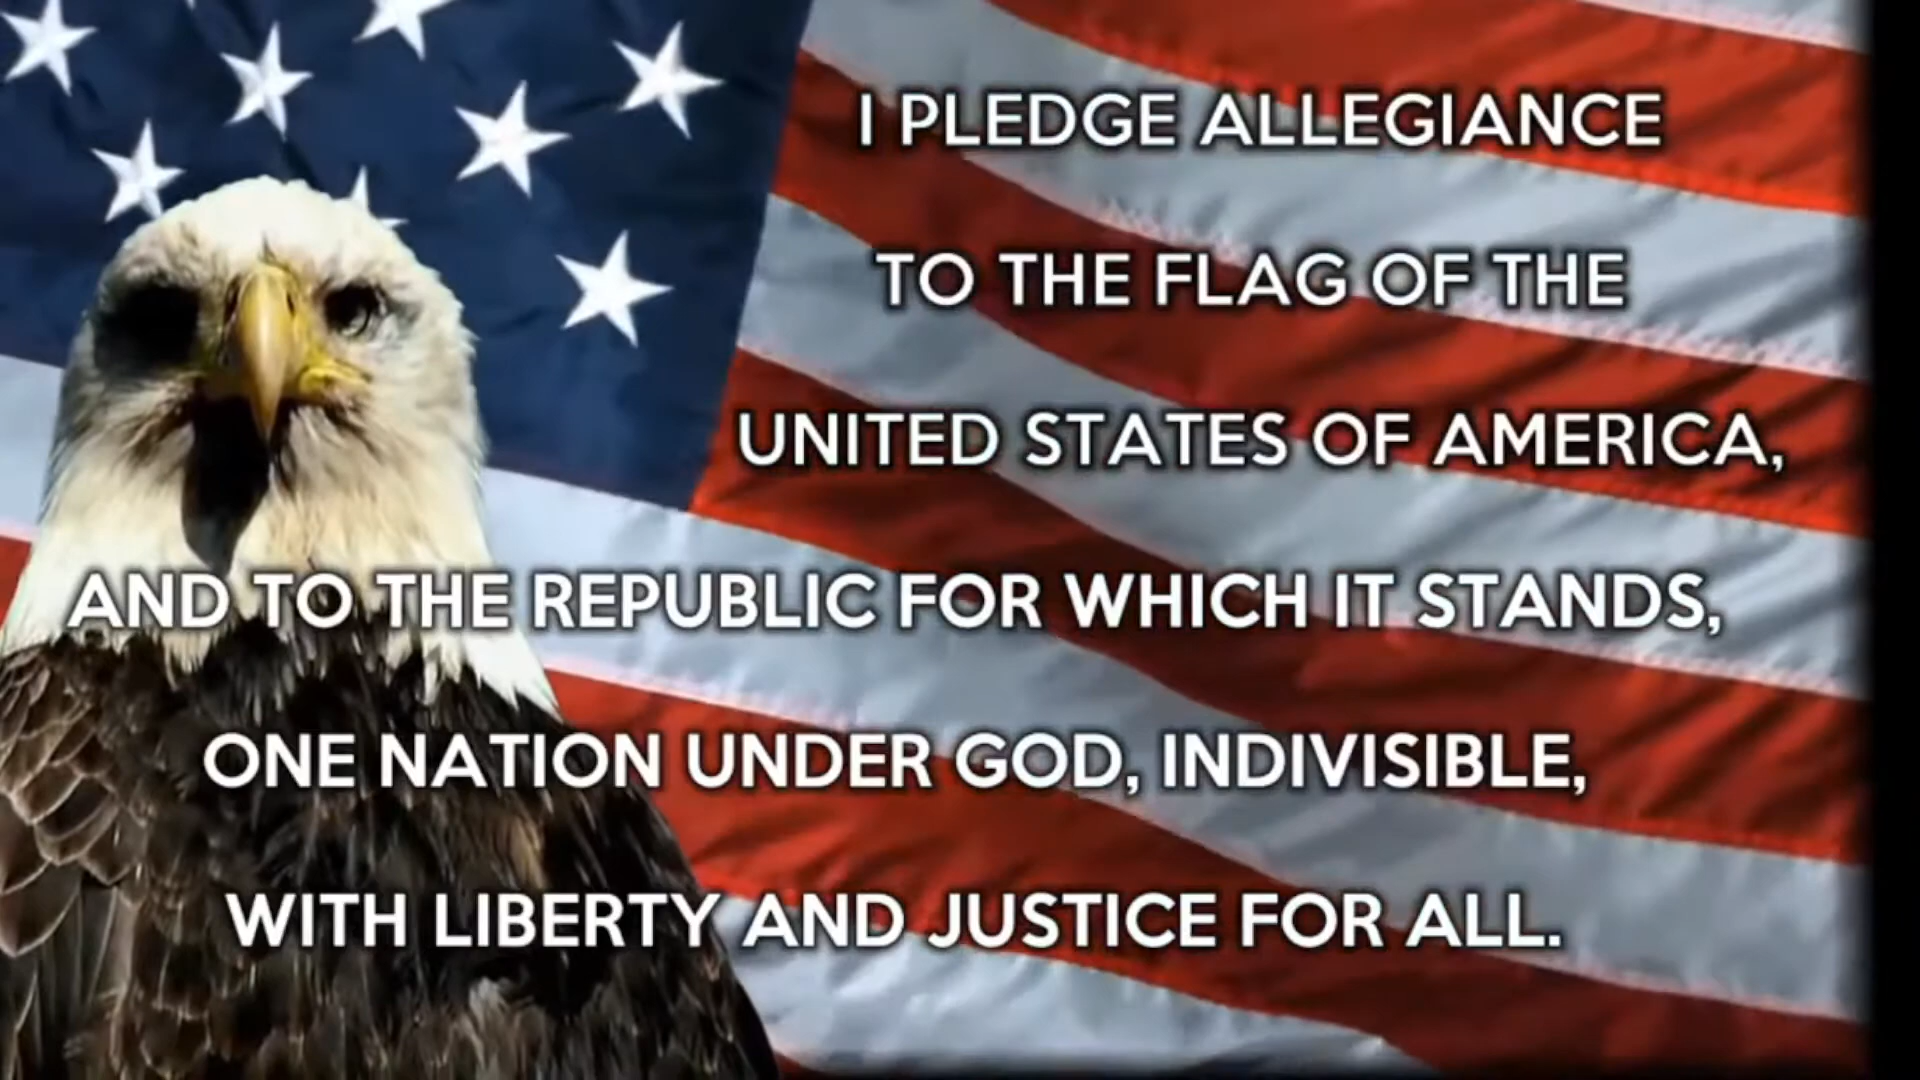 I PLEDGE ALLEGIANCE
TO THE FLAG OF THE
UNITED STATES OF AMERICA,
AND TO THE REPUBLIC FOR WHICH IT STANDS,
ONE NATION UNDER GOD, INDIVISIBLE,
WITH LIBERTY AND JUSTICE FOR ALL.